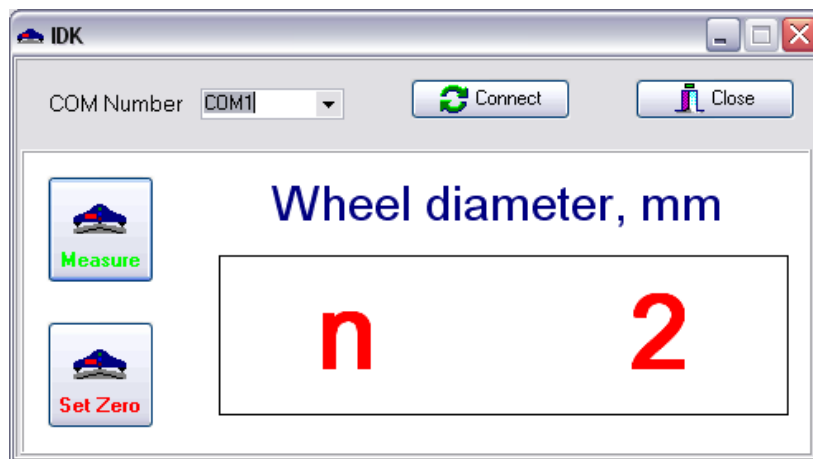 IDK
COM Number COM1 Connect Close
Wheel diameter, mm
Measure
n 2
Set Zero